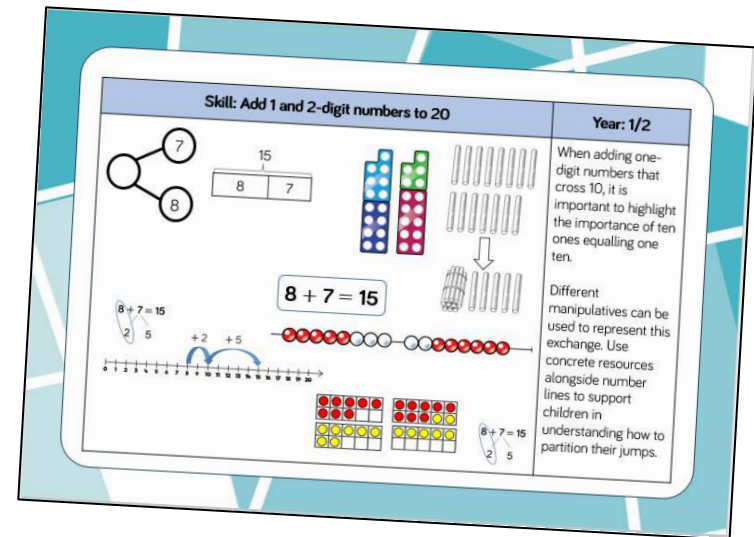 Skill: Add 1 and 2-digit numbers to 20
Year: 1/2
7
8
15
8 7
8 + 7 = 15
8 + 7 = 15
2 5
+ 2 + 5
0 1 2 3 4 5 6 7 8 9 10 11 12 13 14 15 16 17 18 19 20
8 + 7 = 15
2 5
When adding one-
digit numbers that
cross 10, it is
important to highlight
the importance of ten
ones equalling one
ten.
Different
manipulatives can be
used to represent this
exchange. Use
concrete resources
alongside number
lines to support
children in
understanding how to
partition their jumps.